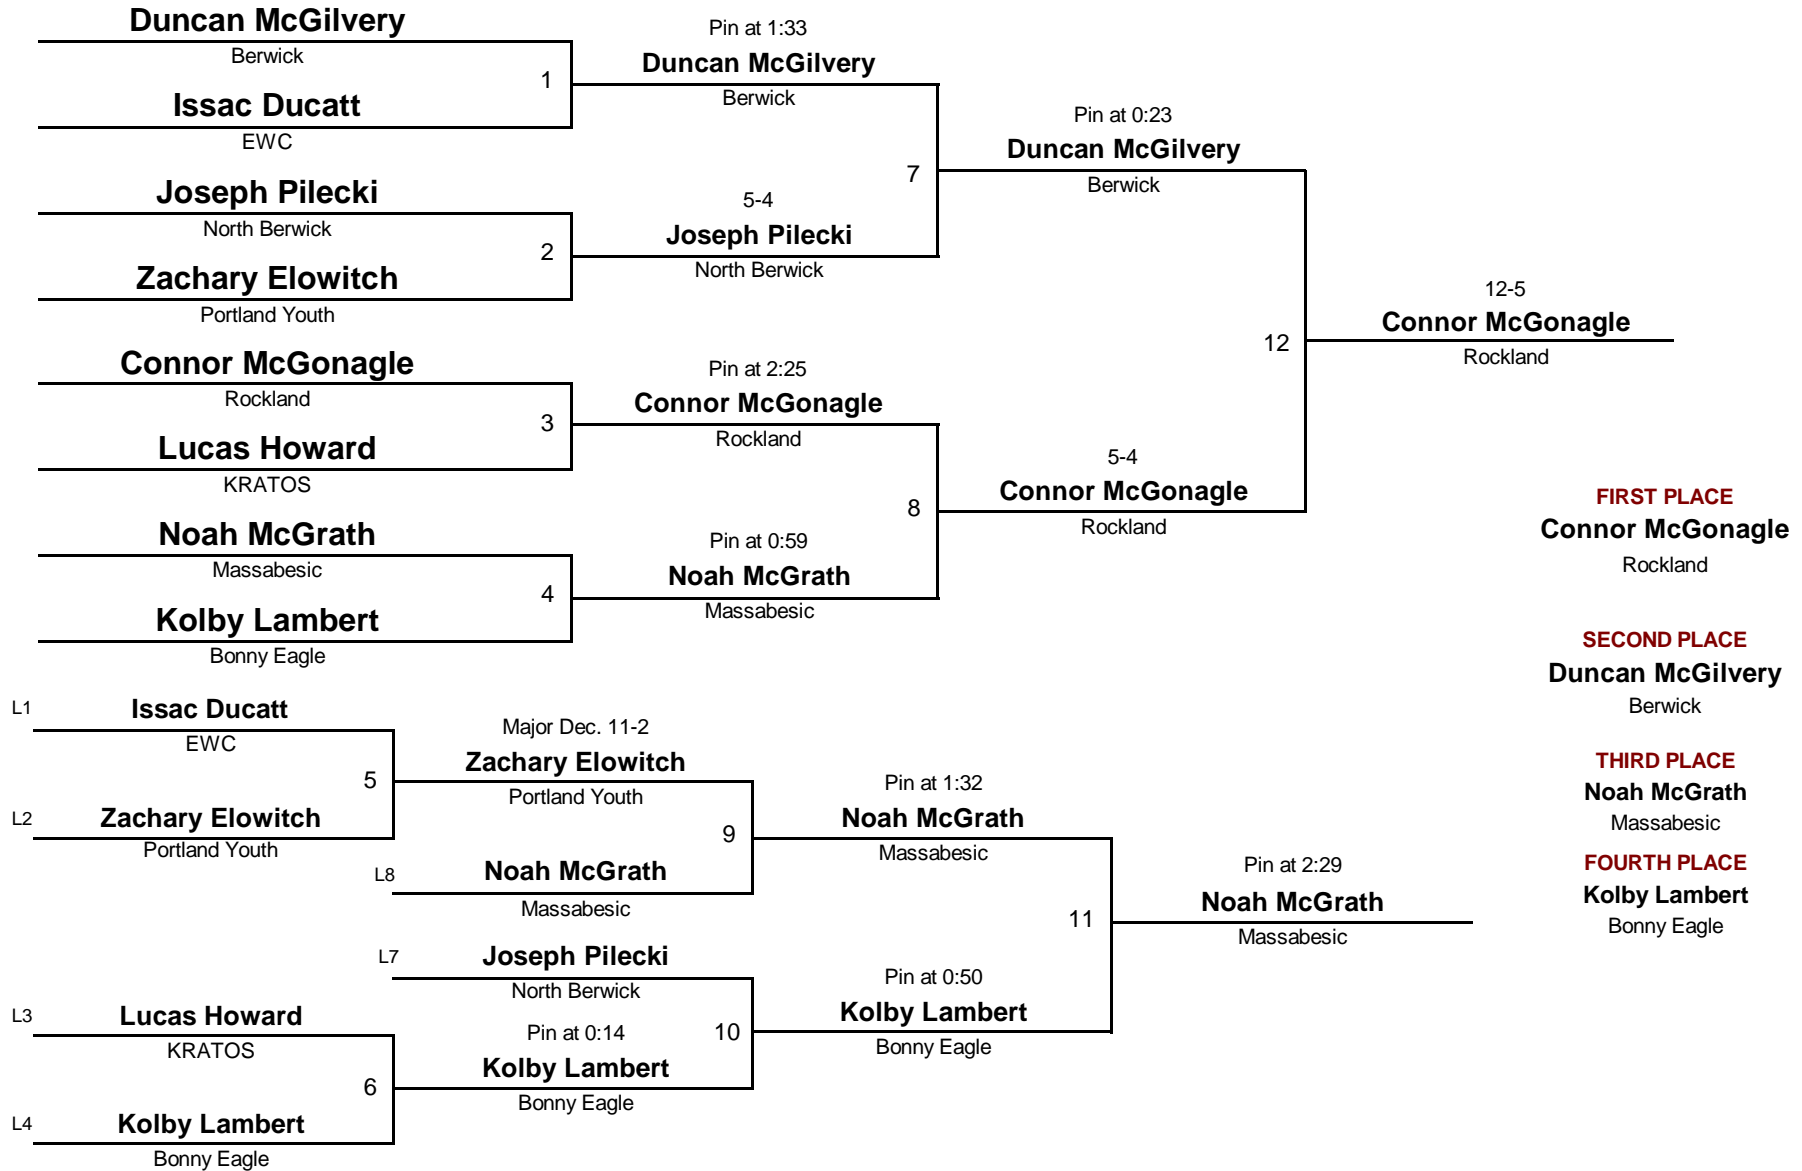 Duncan McGilvery
Berwick
1
Issac Ducatt
EWC
Joseph Pilecki
North Berwick
2
Zachary Elowitch
Portland Youth
Connor McGonagle
Rockland
3
Lucas Howard
KRATOS
Noah McGrath
Massabesic
4
Kolby Lambert
Bonny Eagle
Pin at 1:33
Duncan McGilvery
Berwick
7
5-4
Joseph Pilecki
North Berwick
Pin at 2:25
Connor McGonagle
Rockland
8
Pin at 0:59
Noah McGrath
Massabesic
Pin at 0:23
Duncan McGilvery
Berwick
12
5-4
Connor McGonagle
Rockland
12-5
Connor McGonagle
Rockland
L1
Issac Ducatt
EWC
5
L2
Zachary Elowitch
Portland Youth
L3
Lucas Howard
KRATOS
6
L4
Kolby Lambert
Bonny Eagle
Major Dec. 11-2
Zachary Elowitch
Portland Youth
9
L8
Noah McGrath
Massabesic
L7
Joseph Pilecki
North Berwick
10
Pin at 0:14
Kolby Lambert
Bonny Eagle
Pin at 1:32
Noah McGrath
Massabesic
11
Pin at 0:50
Kolby Lambert
Bonny Eagle
Pin at 2:29
Noah McGrath
Massabesic
FIRST PLACE
Connor McGonagle
Rockland
SECOND PLACE
Duncan McGilvery
Berwick
THIRD PLACE
Noah McGrath
Massabesic
FOURTH PLACE
Kolby Lambert
Bonny Eagle